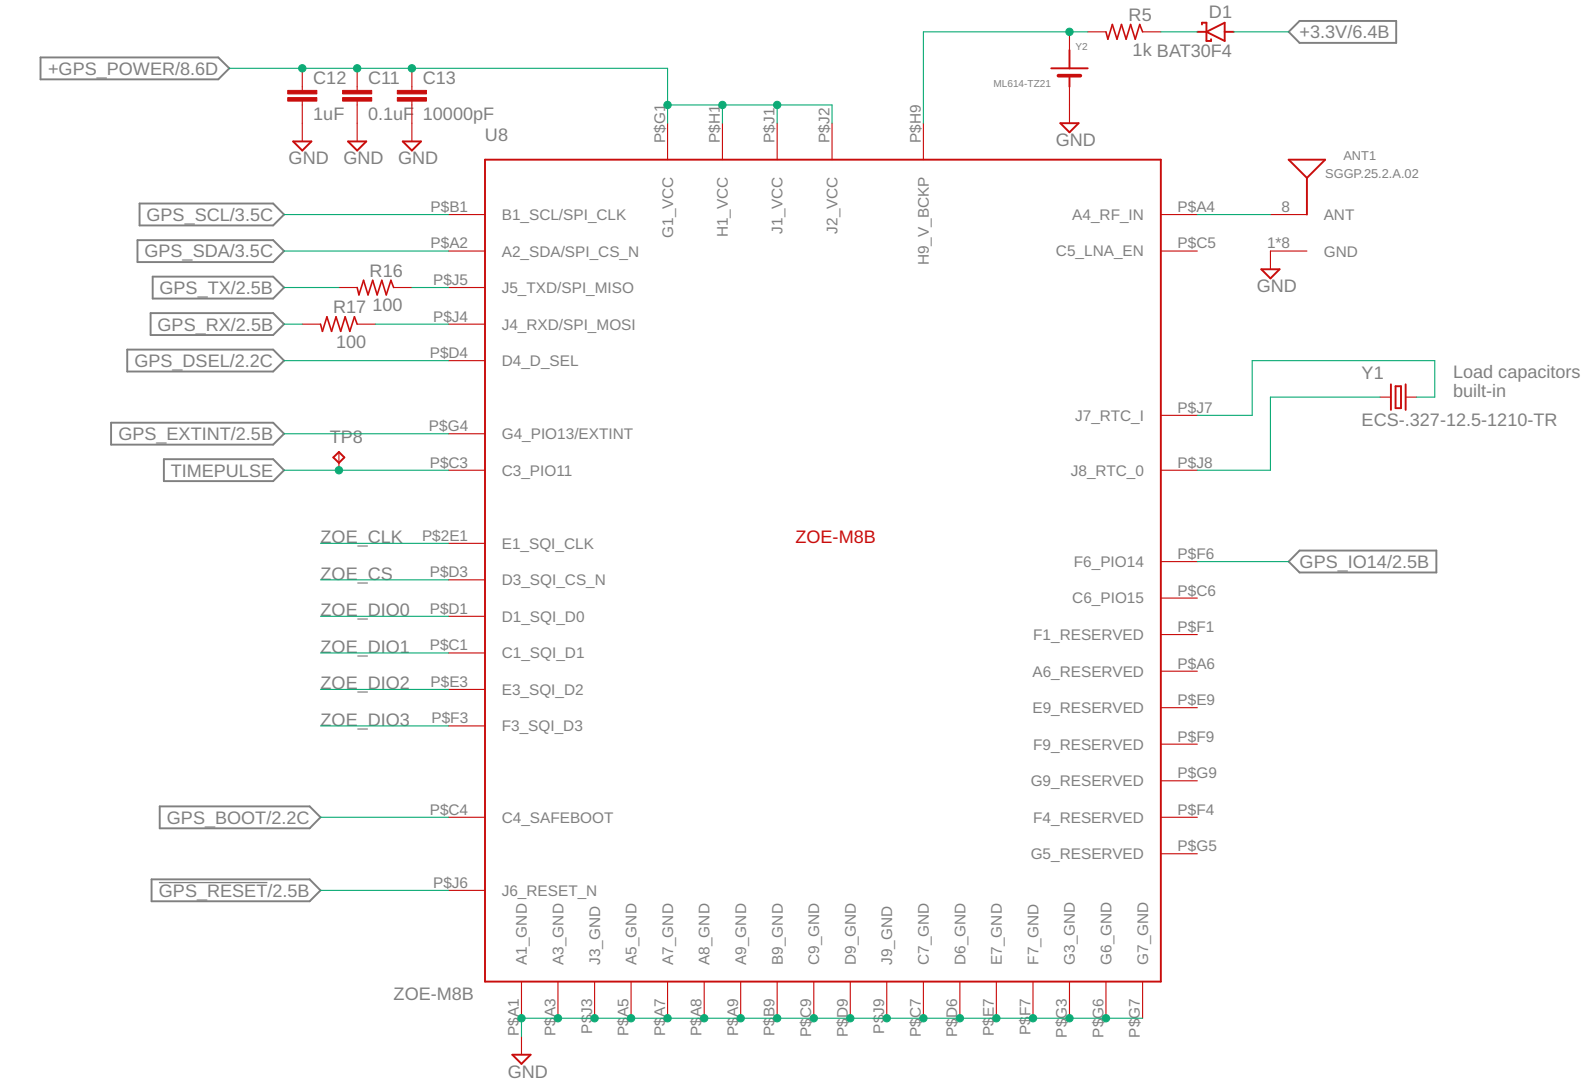 R5
D1
+3.3V/6.4B
1k BAT30F4
Y2
ML614-TZ21
GND
+GPS_POWER/8.6D
C12
C11
C13
1uF
0.1uF
10000pF
GND
GND
GND
U8
P$G1
P$H1
P$J1
P$J2
P$H9
G1_VCC
H1_VCC
J1_VCC
J2_VCC
H9_V_BCKP
ANT1
SGGP.25.2.A.02
GPS_SCL/3.5C
P$B1
B1_SCL/SPI_CLK
A4_RF_IN
P$A4
8
ANT
GPS_SDA/3.5C
P$A2
A2_SDA/SPI_CS_N
C5_LNA_EN
P$C5
1*8
GND
GND
GPS_TX/2.5B
R16
100
P$J5
J5_TXD/SPI_MISO
GPS_RX/2.5B
R17
100
P$J4
J4_RXD/SPI_MOSI
GPS_DSEL/2.2C
P$D4
D4_D_SEL
Y1
Load capacitors
built-in
ECS-.327-12.5-1210-TR
J7_RTC_I
P$J7
GPS_EXTINT/2.5B
P$G4
G4_PIO13/EXTINT
TP8
TIMEPULSE
P$C3
C3_PIO11
J8_RTC_0
P$J8
ZOE-M8B
ZOE_CLK
P$2E1
E1_SQI_CLK
F6_PIO14
P$F6
GPS_IO14/2.5B
ZOE_CS
P$D3
D3_SQI_CS_N
C6_PIO15
P$C6
ZOE_DIO0
P$D1
D1_SQI_D0
F1_RESERVED
P$F1
ZOE_DIO1
P$C1
C1_SQI_D1
A6_RESERVED
P$A6
ZOE_DIO2
P$E3
E3_SQI_D2
E9_RESERVED
P$E9
ZOE_DIO3
P$F3
F3_SQI_D3
F9_RESERVED
P$F9
G9_RESERVED
P$G9
GPS_BOOT/2.2C
P$C4
C4_SAFEBOOT
F4_RESERVED
P$F4
G5_RESERVED
P$G5
GPS_RESET/2.5B
P$J6
J6_RESET_N
A1_GND
A3_GND
J3_GND
A5_GND
A7_GND
A8_GND
A9_GND
B9_GND
C9_GND
D9_GND
J9_GND
C7_GND
D6_GND
E7_GND
F7_GND
G3_GND
G6_GND
G7_GND
ZOE-M8B
P$A1
P$A3
P$J3
P$A5
P$A7
P$A8
P$A9
P$B9
P$C9
P$D9
P$J9
P$C7
P$D6
P$E7
P$F7
P$G3
P$G6
P$G7
GND